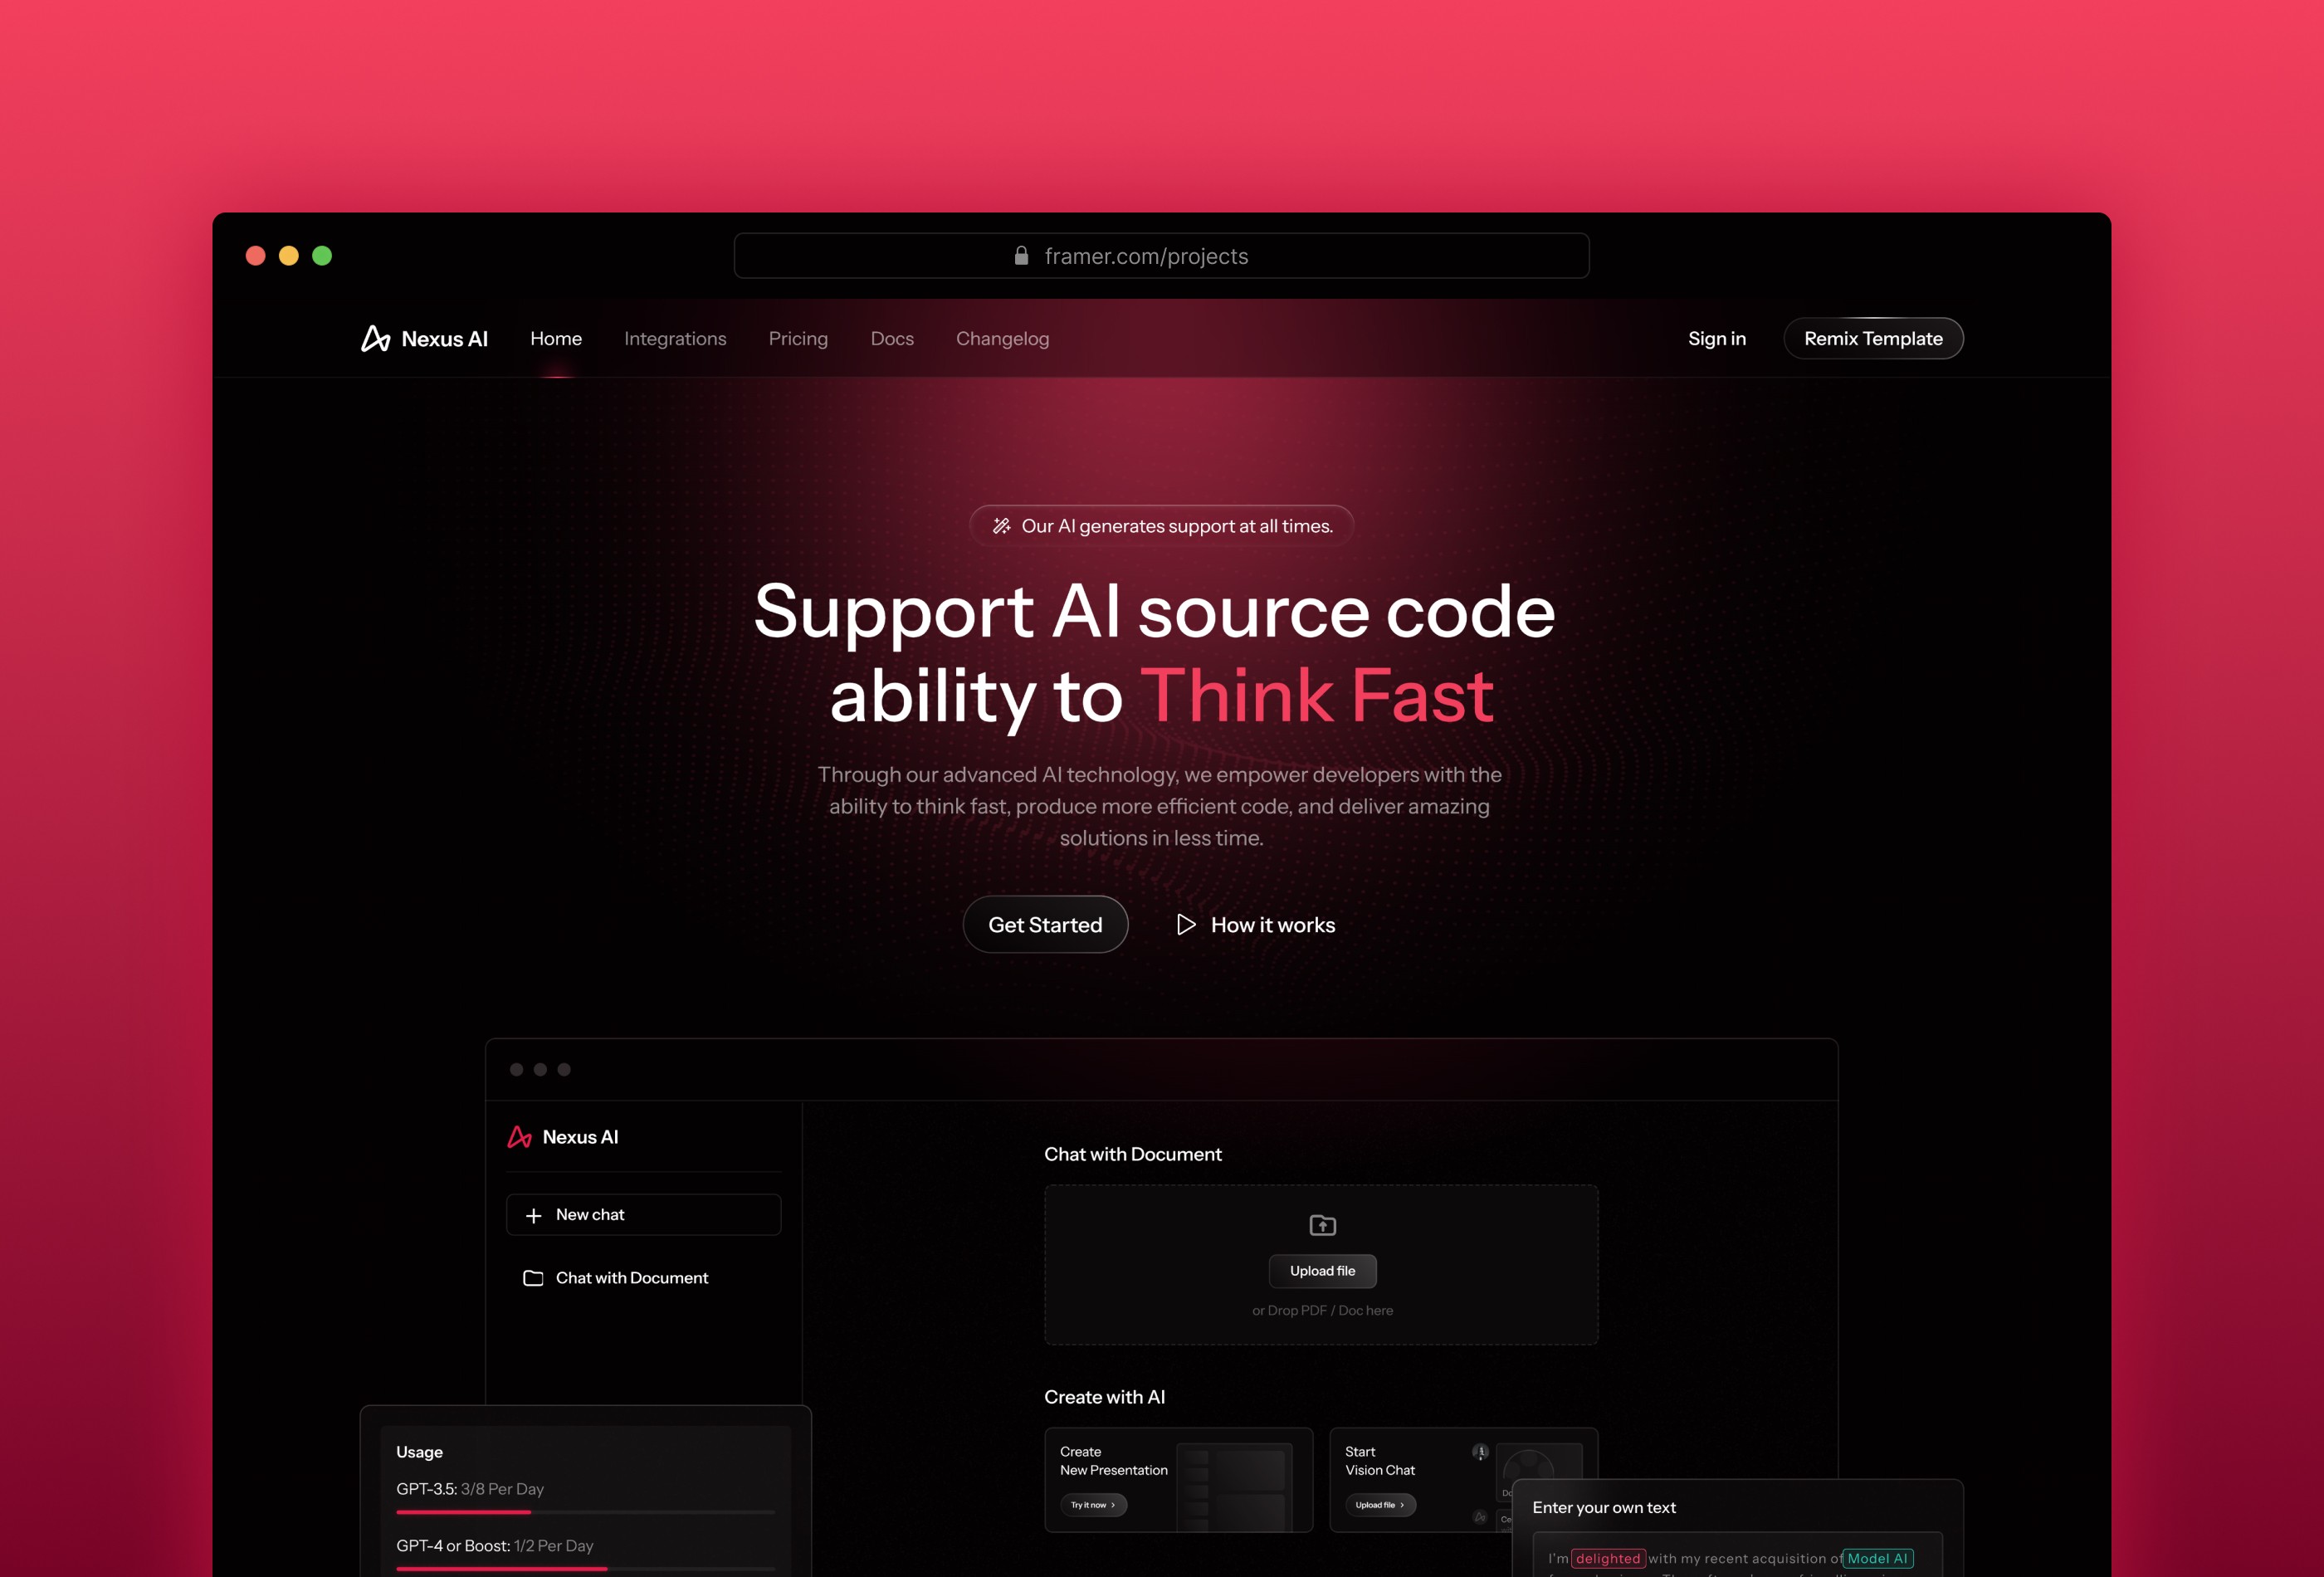 framer.com/projects
Nexus AI
Home
Integrations
Pricing
Docs
Changelog
Sign in
Remix Template
Our AI generates support at all times.
Support AI source code
ability to Think Fast
Through our advanced AI technology, we empower developers with the
ability to think fast, produce more efficient code, and deliver amazing
solutions in less time.
Get Started
How it works
Nexus AI
New chat
Chat with Document
Chat with Document
Upload file
or Drop PDF / Doc here
Create with AI
Create
New Presentation
Try it now
Start
Vision Chat
Upload file
Usage
GPT-3.5: 3/8 Per Day
GPT-4 or Boost: 1/2 Per Day
Enter your own text
I'm delighted with my recent acquisition of Model AI